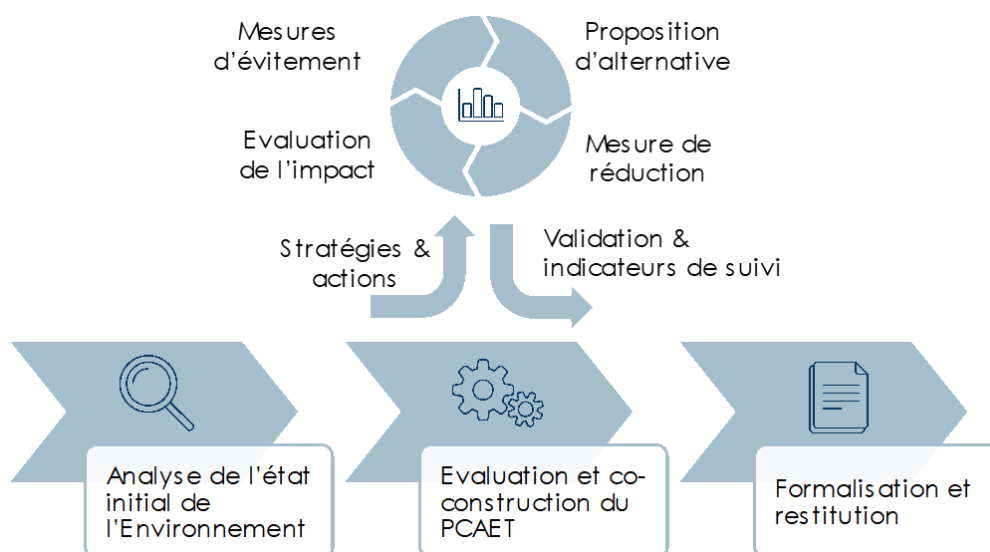 Mesures
d'évitement
Proposition
d'alternative
Evaluation
de l'impact
Mesure de
réduction
Stratégies &
actions
Validation &
indicateurs de suivi
Analyse de l'état
initial de
l'Environnement
Evaluation et co-
construction du
PCAET
Formalisation et
restitution